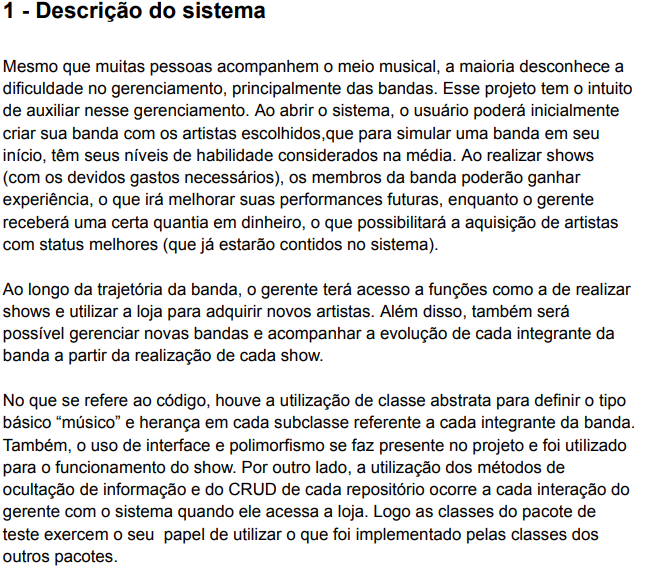 1 - Descrição do sistema
Mesmo que muitas pessoas acompanhem o meio musical, a maioria desconhece a
dificuldade no gerenciamento, principalmente das bandas. Esse projeto tem o intuito
de auxiliar nesse gerenciamento. Ao abrir o sistema, o usuário poderá inicialmente
criar sua banda com os artistas escolhidos,que para simular uma banda em seu
início, têm seus níveis de habilidade considerados na média. Ao realizar shows
(com os devidos gastos necessários), os membros da banda poderão ganhar
experiência, o que irá melhorar suas performances futuras, enquanto o gerente
receberá uma certa quantia em dinheiro, o que possibilitará a aquisição de artistas
com status melhores (que já estarão contidos no sistema).
Ao longo da trajetória da banda, o gerente terá acesso a funções como a de realizar
shows e utilizar a loja para adquirir novos artistas. Além disso, também será
possível gerenciar novas bandas e acompanhar a evolução de cada integrante da
banda a partir da realização de cada show.
No que se refere ao código, houve a utilização de classe abstrata para definir o tipo
básico “músico” e herança em cada subclasse referente a cada integrante da banda.
Também, o uso de interface e polimorfismo se faz presente no projeto e foi utilizado
para o funcionamento do show. Por outro lado, a utilização dos métodos de
ocultação de informação e do CRUD de cada repositório ocorre a cada interação do
gerente com o sistema quando ele acessa a loja. Logo as classes do pacote de
teste exercem o seu  papel de utilizar o que foi implementado pelas classes dos
outros pacotes.